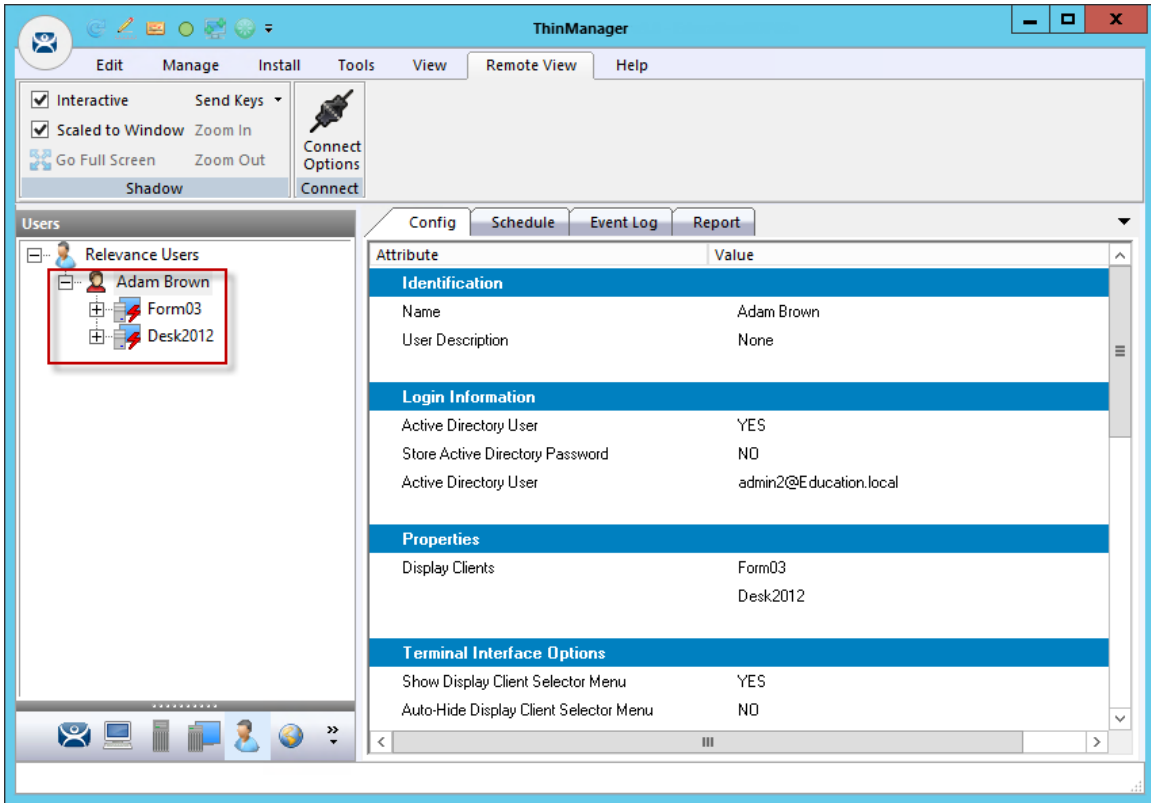 ThinManager
Edit Manage Install Tools View Remote View Help
Interactive Send Keys
Scaled to Window Zoom In
Go Full Screen Zoom Out
Connect Options
Shadow Connect
Users
Config Schedule Event Log Report
Relevance Users
Adam Brown
Form03
Desk2012
Attribute Value
Identification
Name Adam Brown
User Description None
Login Information
Active Directory User YES
Store Active Directory Password NO
Active Directory User admin2@Education.local
Properties
Display Clients Form03
Desk2012
Terminal Interface Options
Show Display Client Selector Menu YES
Auto-Hide Display Client Selector Menu NO